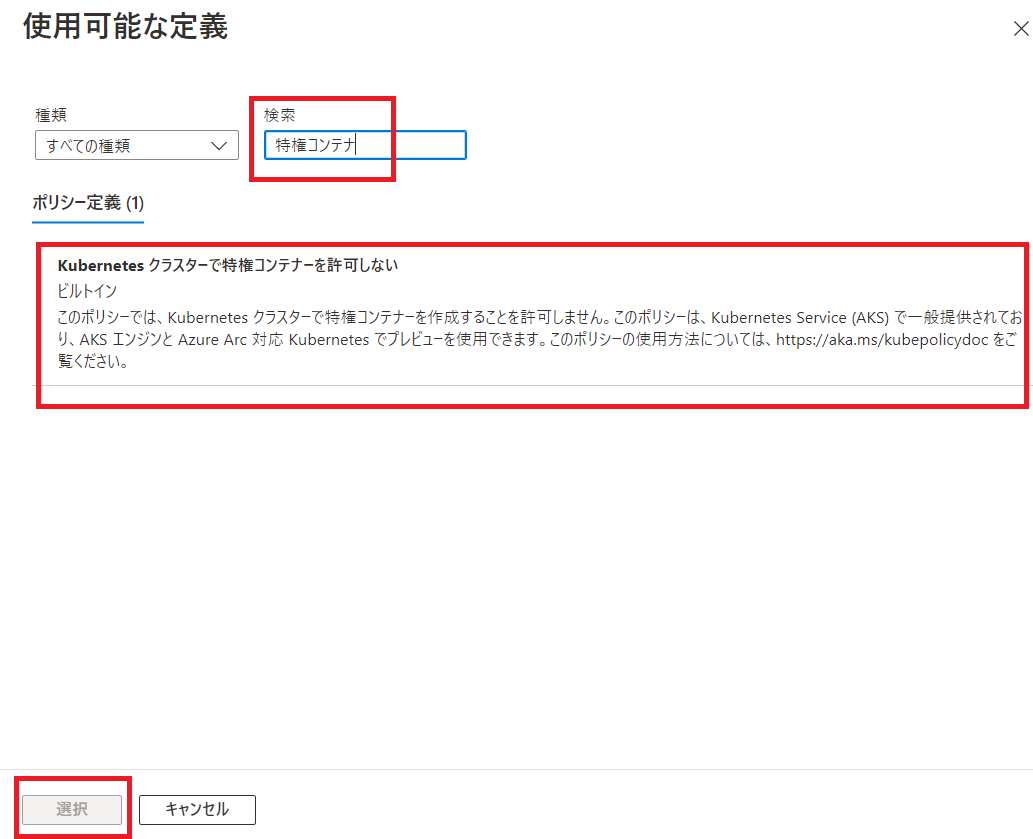 使用可能な定義
種類
検索
すべての種類
特権コンテナ
ポリシー定義 (1)
Kubernetes クラスターで特権コンテナーを許可しない
ビルトイン
このポリシーでは、Kubernetes クラスターで特権コンテナーを作成することを許可しません。このポリシーは、Kubernetes Service (AKS) で一般提供されてお
り、AKS エンジンと Azure Arc 対応 Kubernetes でプレビューを使用できます。このポリシーの使用方法については、https://aka.ms/kubepolicydoc をご
覧ください。
選択
キャンセル